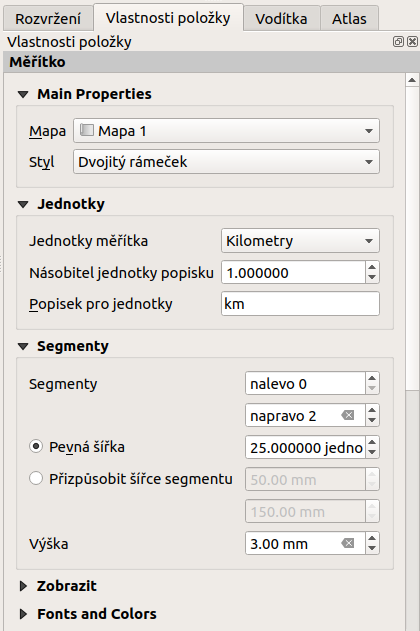 Rozvržení Vlastnosti položky Vodítka Atlas
Vlastnosti položky
Měřítko
Main Properties
Mapa Mapa 1
Styl Dvojitý rámeček
Jednotky
Jednotky měřítka Kilometry
Násobitel jednotky popisku 1.000000
Popisek pro jednotky km
Segmenty
Segmenty nalevo 0
napravo 2
Pevná šířka 25.000000 jedno
Přizpůsobit šířce segmentu 50.00 mm
150.00 mm
Výška 3.00 mm
Zobrazit
Fonts and Colors